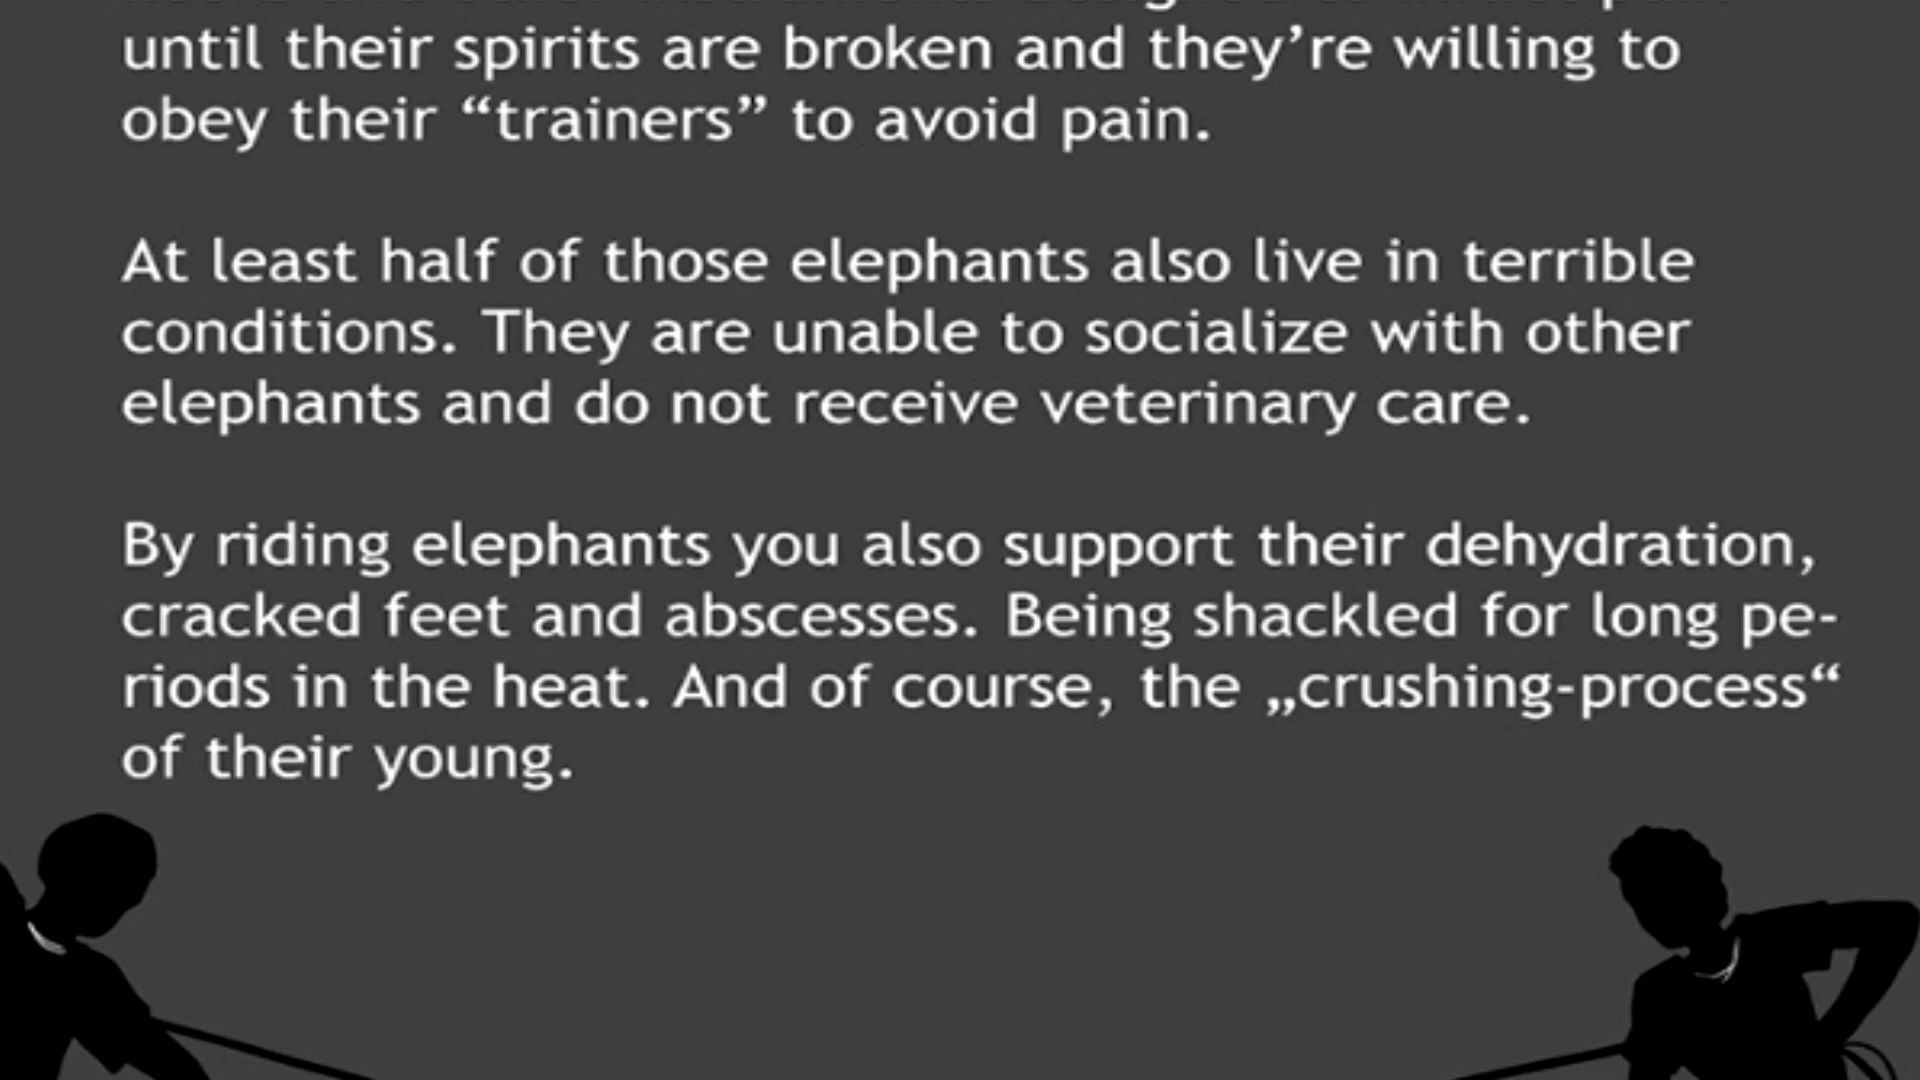 until their spirits are broken and they’re willing to
obey their “trainers” to avoid pain.
At least half of those elephants also live in terrible
conditions. They are unable to socialize with other
elephants and do not receive veterinary care.
By riding elephants you also support their dehydration,
cracked feet and abscesses. Being shackled for long pe-
riods in the heat. And of course, the „crushing-process“
of their young.